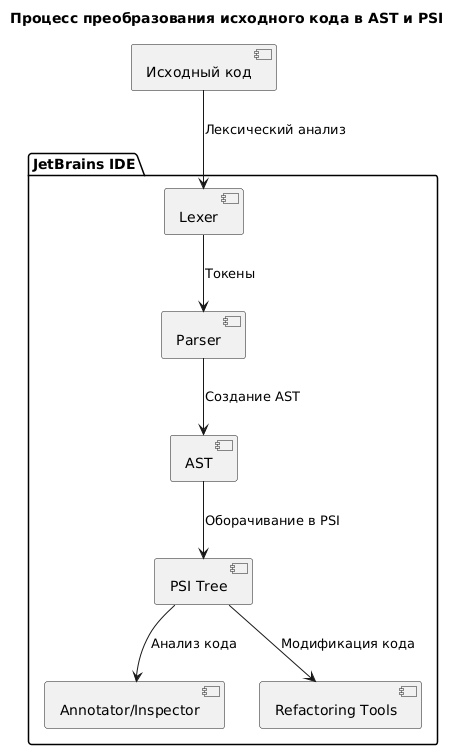 Процесс преобразования исходного кода в AST и PSI
Исходный код
Лексический анализ
JetBrains IDE
Lexer
Токены
Parser
Создание AST
AST
Оборачивание в PSI
PSI Tree
Анализ кода
Модификация кода
Annotator/Inspector
Refactoring Tools